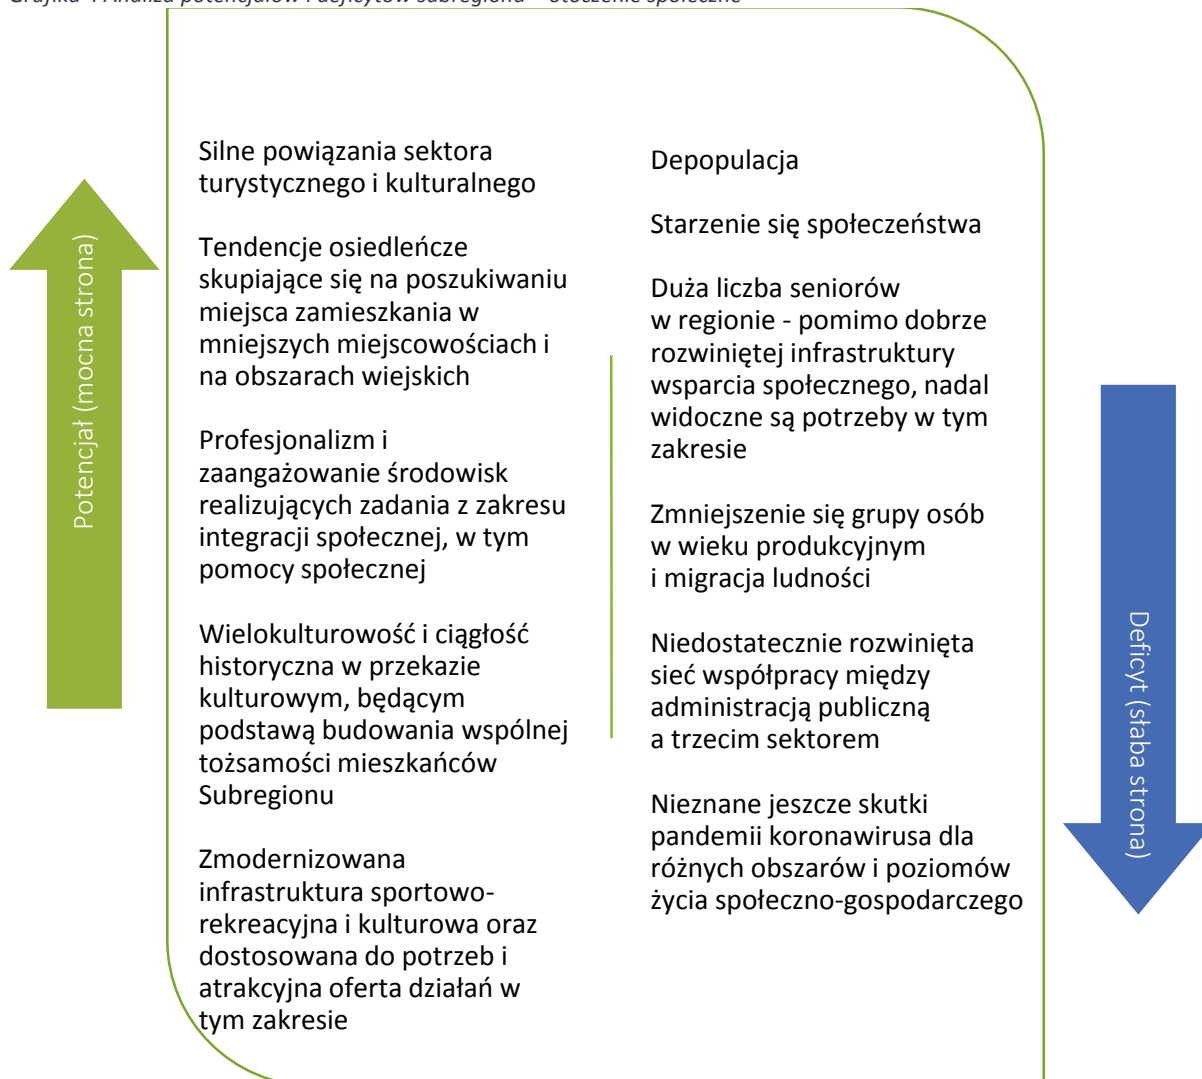 Potencjał (mocna strona)
Silne powiązania sektora
turystycznego i kulturalnego
Tendencje osiedleńcze
skupiające się na poszukiwaniu
miejsca zamieszkania w
mniejszych miejscowościach i
na obszarach wiejskich
Profesjonalizm i
zaangażowanie środowisk
realizujących zadania z zakresu
integracji społecznej, w tym
pomocy społecznej
Wielokulturowość i ciągłość
historyczna w przekazie
kulturowym, będącym
podstawą budowania wspólnej
tożsamości mieszkańców
Subregionu
Zmodernizowana
infrastruktura sportowo-
rekreacyjna i kulturowa oraz
dostosowana do potrzeb i
atrakcyjna oferta działań w
tym zakresie
Depopulacja
Starzenie się społeczeństwa
Duża liczba seniorów
w regionie - pomimo dobrze
rozwiniętej infrastruktury
wsparcia społecznego, nadal
widoczne są potrzeby w tym
zakresie
Zmniejszenie się grupy osób
w wieku produkcyjnym
i migracja ludności
Niedostatecznie rozwinięta
sieć współpracy między
administracją publiczną
a trzecim sektorem
Nieznane jeszcze skutki
pandemii koronawirusa dla
różnych obszarów i poziomów
życia społeczno-gospodarczego
Deficyt (słaba strona)